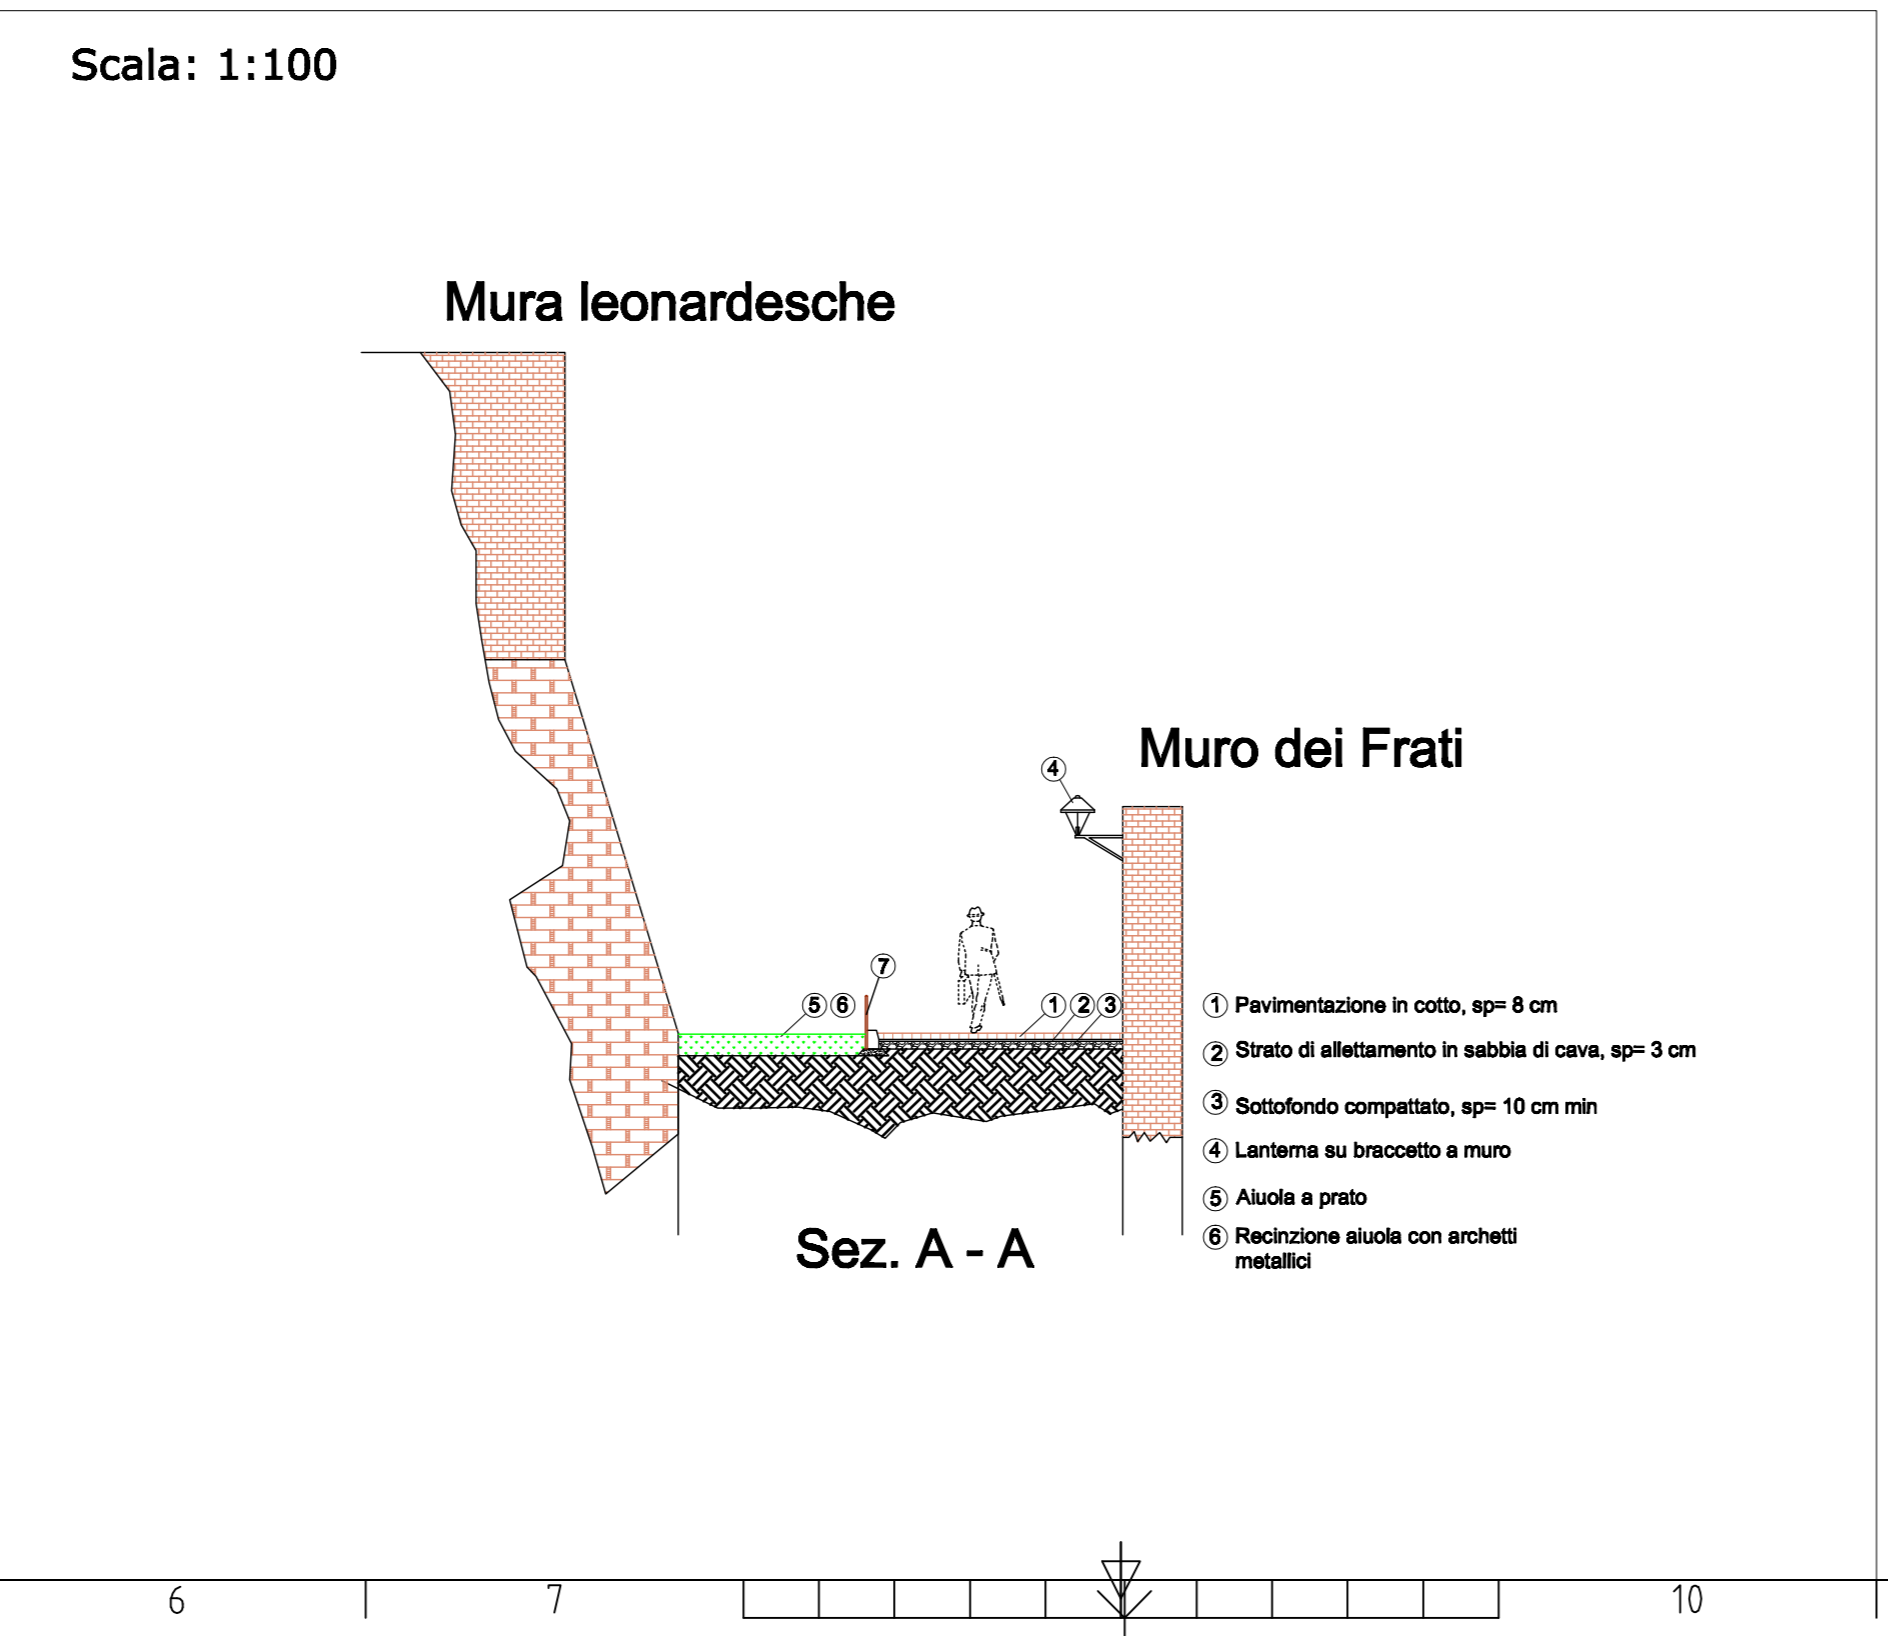 Scala: 1:100
Mura leonardesche
Muro dei Frati
4
7
5 6
1 2 3
1 Pavimentazione in cotto, sp= 8 cm
2 Strato di allettamento in sabbia di cava, sp= 3 cm
3 Sottofondo compattato, sp= 10 cm min
4 Lanterna su braccetto a muro
5 Aiuola a prato
6 Recinzione aiuola con archetti
metallici
Sez. A - A
6
7
10